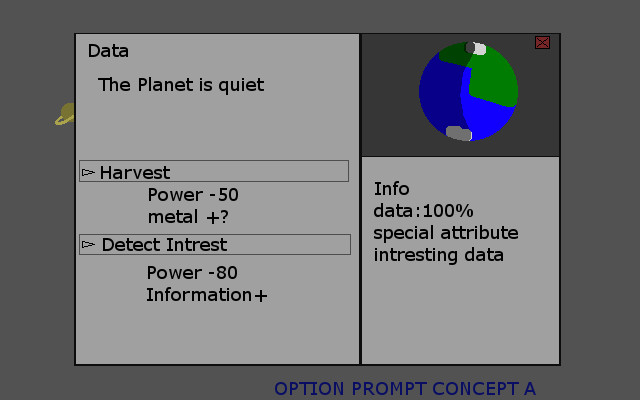 Data
The Planet is quiet
Harvest
Power -50
metal +?
Detect Intrest
Power -80
Information+
Info
data:100%
special attribute
intresting data
OPTION PROMPT CONCEPT A